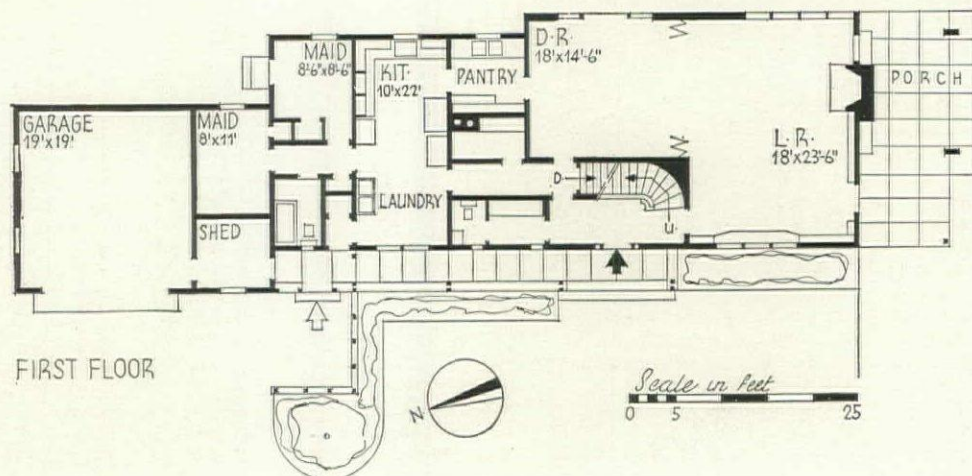 MAID
8'-6"x8'-6"
KIT.
10'x22'
PANTRY
D.R.
18'x14'-6"
PORCH
GARAGE
19'x19'
MAID
8'x11'
L.R.
18'x23'-6"
D
LAUNDRY
SHED
U.
FIRST FLOOR
N
Scale in feet
0 5 25